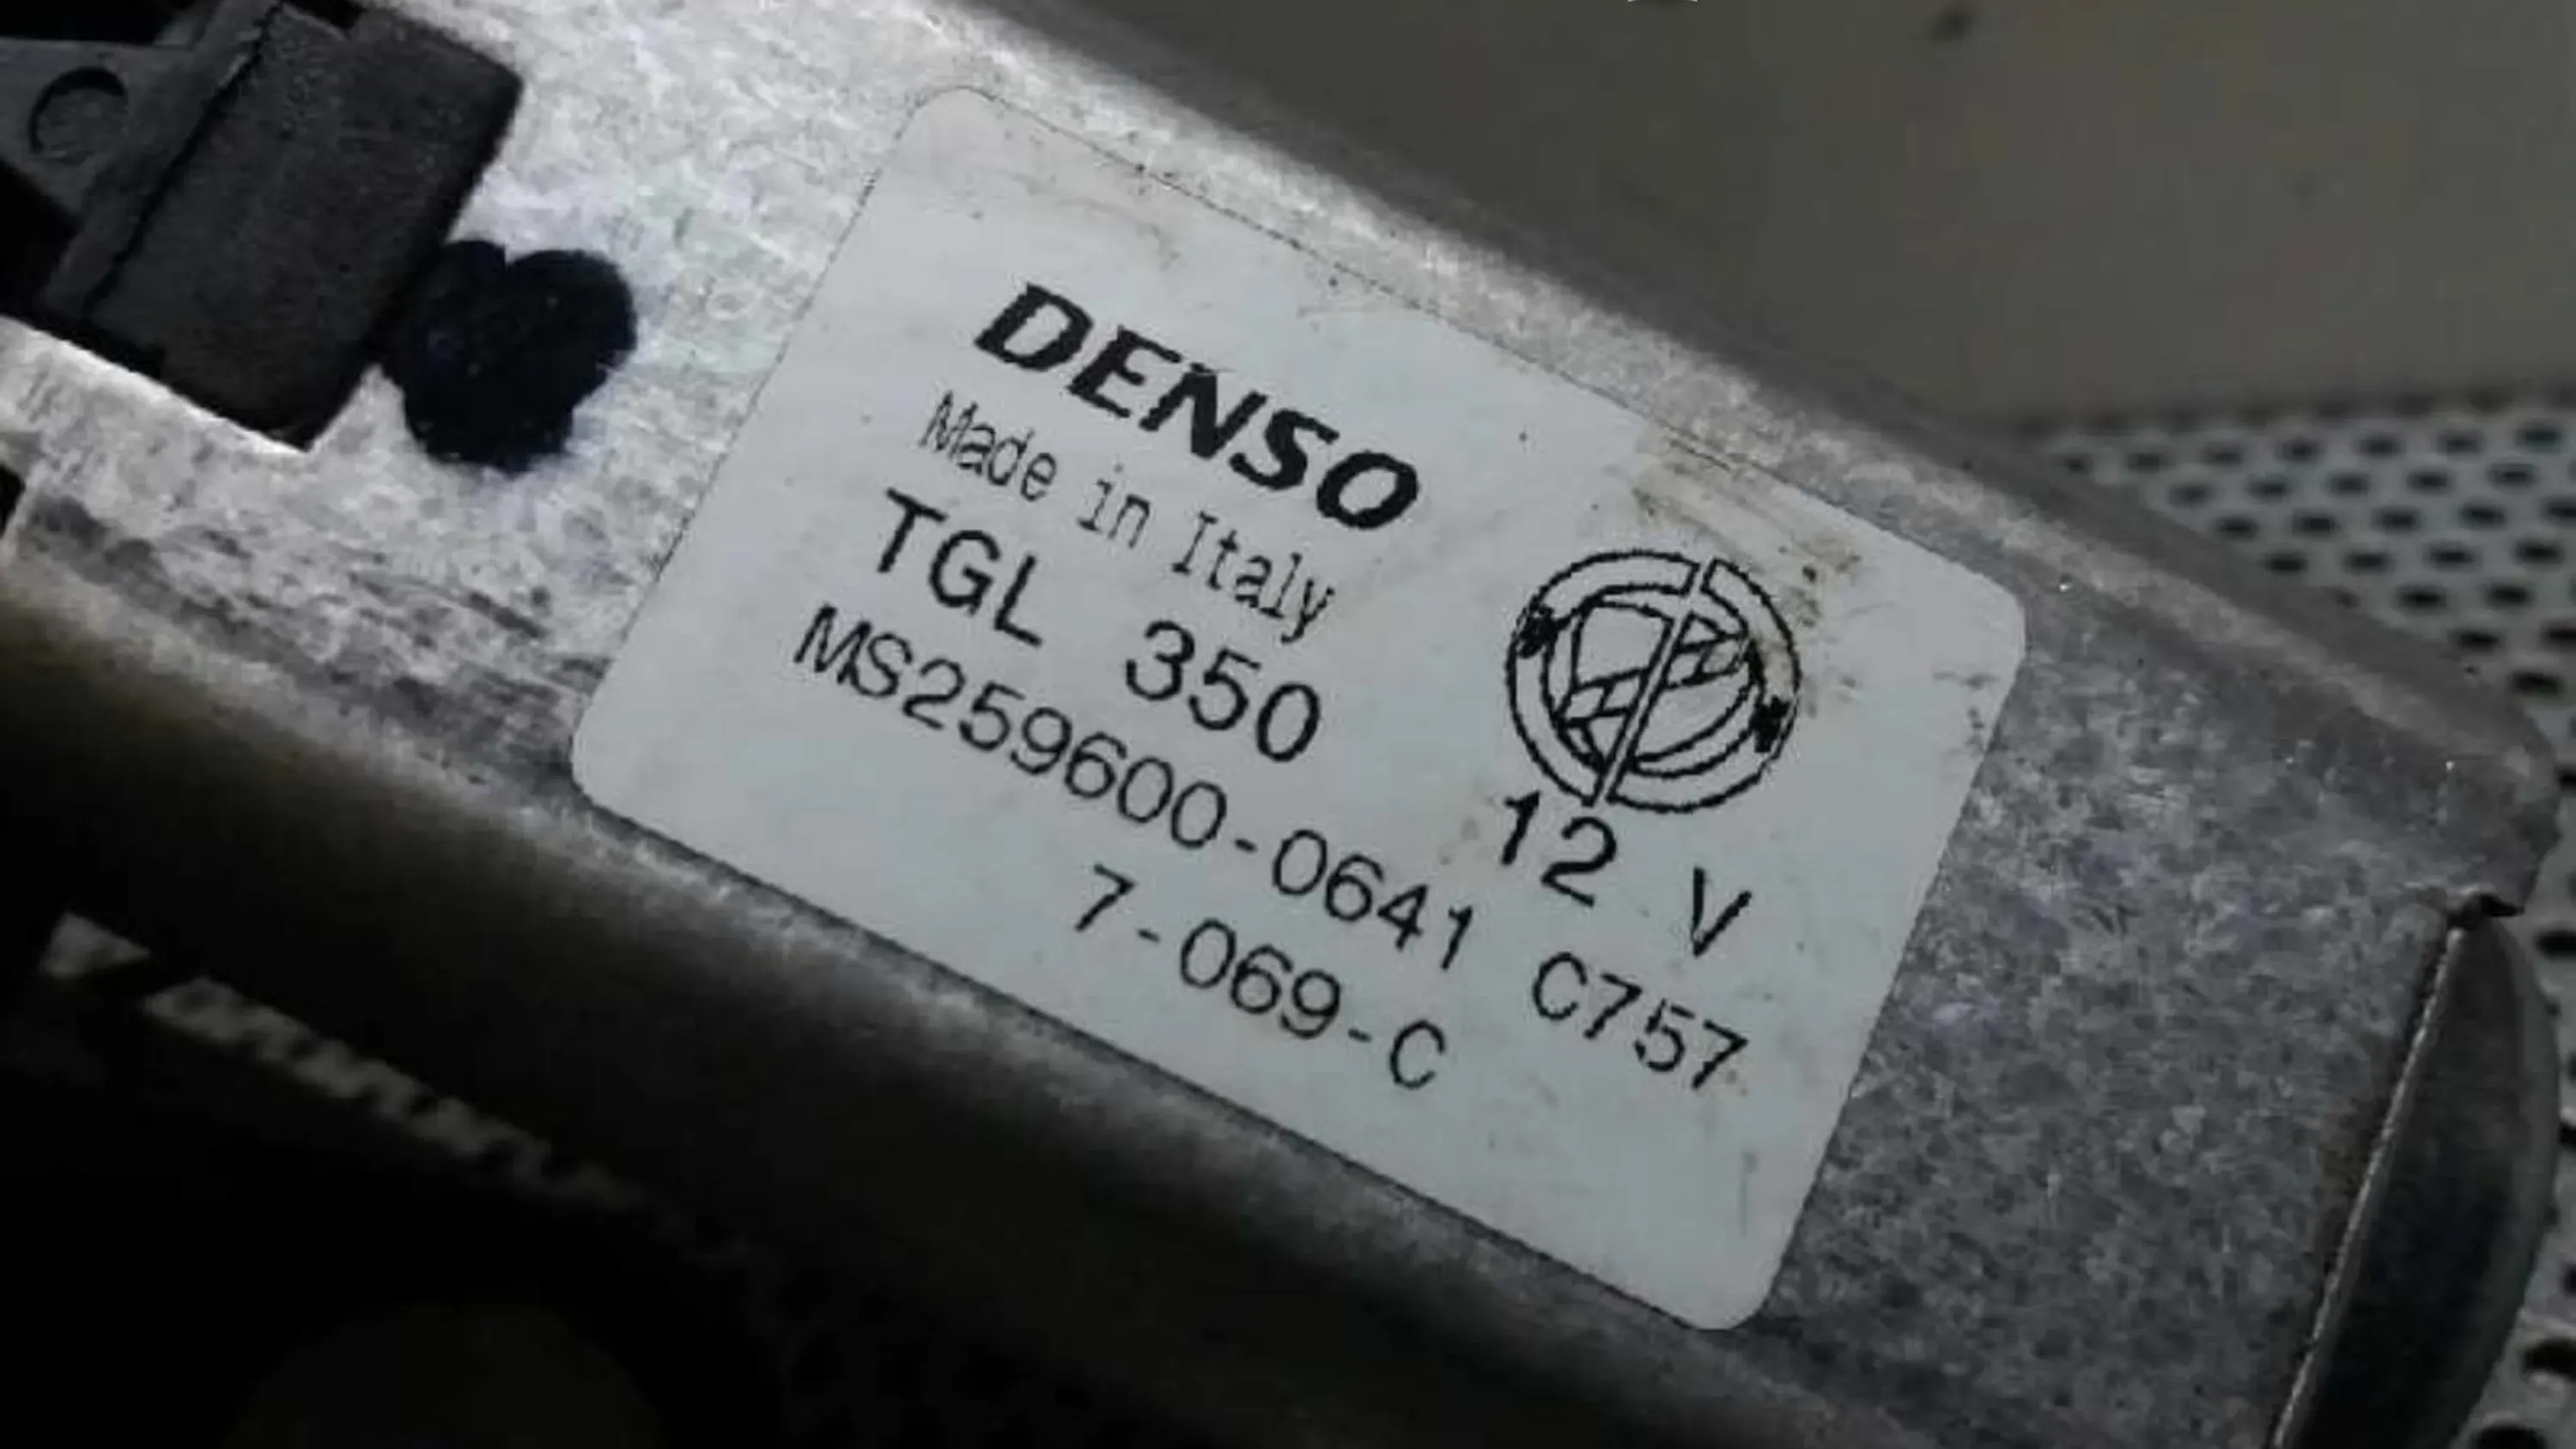 DENSO
Made in Italy
TGL 350
12 V
MS259600-0641 C757
7-069-C